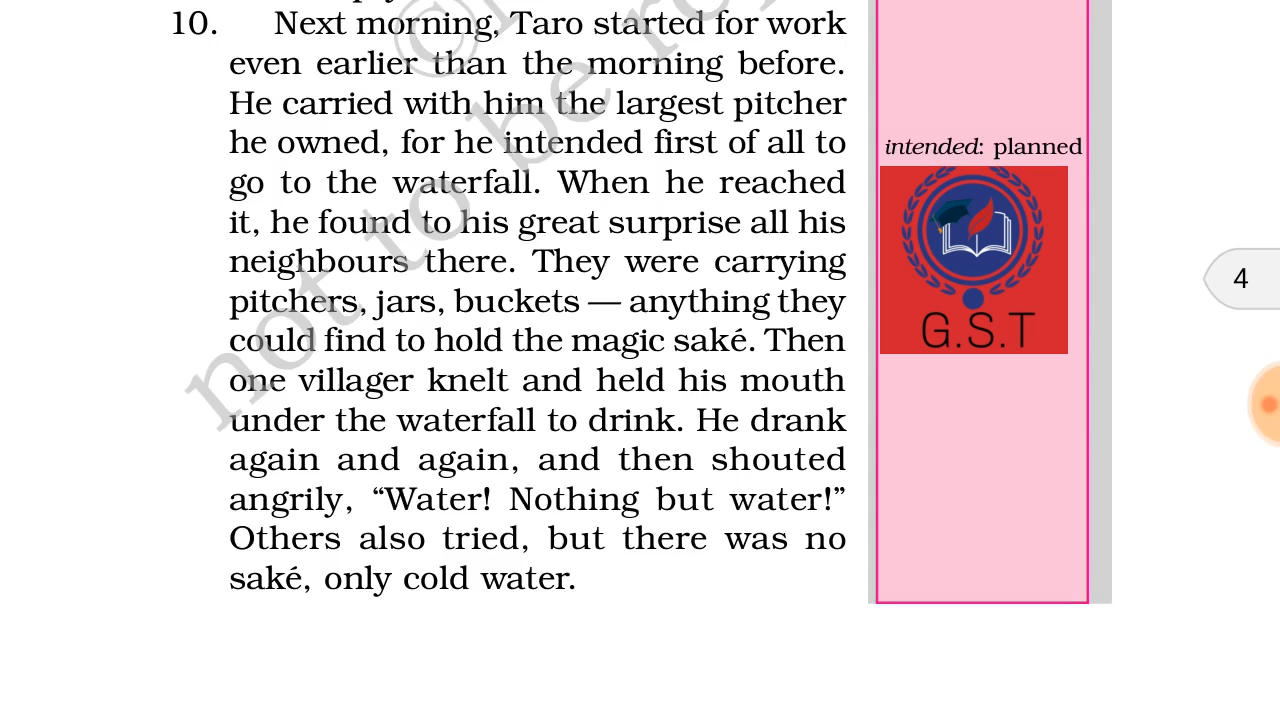 10. Next morning, Taro started for work
even earlier than the morning before.
He carried with him the largest pitcher
he owned, for he intended first of all to
go to the waterfall. When he reached
it, he found to his great surprise all his
neighbours there. They were carrying
pitchers, jars, buckets — anything they
could find to hold the magic saké. Then
one villager knelt and held his mouth
under the waterfall to drink. He drank
again and again, and then shouted
angrily, “Water! Nothing but water!”
Others also tried, but there was no
saké, only cold water.
intended: planned
G.S.T
4
not to be